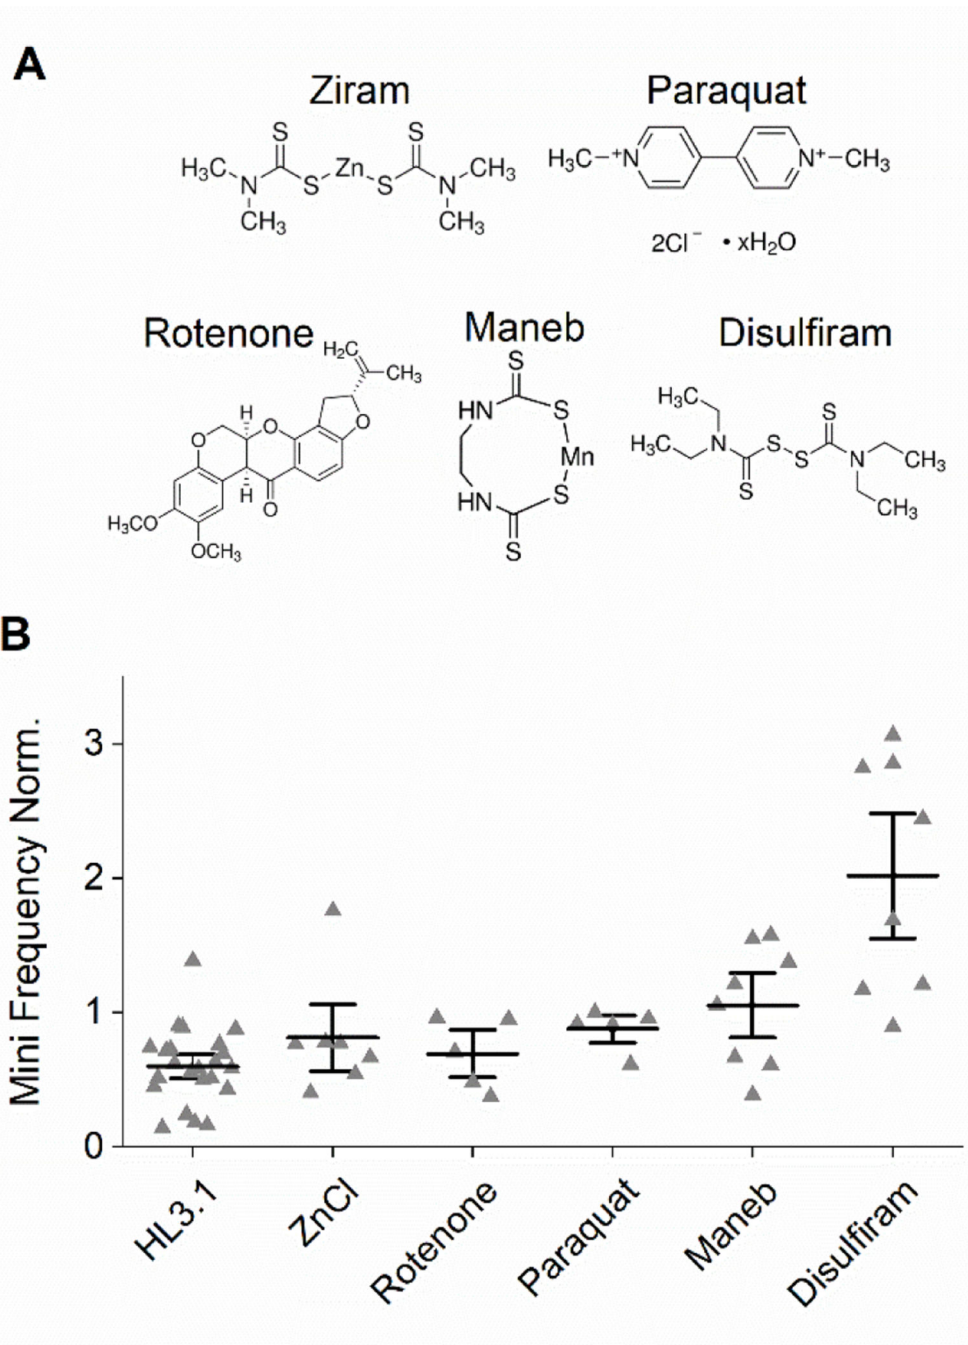 A
Ziram
Paraquat
S
S
H₃C
N
S
Zn
S
N
CH₃
CH₃
CH₃
H₃C
⁺N
N⁺
CH₃
2Cl⁻ • xH₂O
Rotenone
Maneb
Disulfiram
H₂C
CH₃
O
H
O
O
H
O
H₃CO
OCH₃
S
HN
S
Mn
HN
S
S
H₃C
H₃C
N
S
S
S
S
N
CH₃
CH₃
B
Mini Frequency Norm.
3
2
1
0
HL3.1
ZnCl
Rotenone
Paraquat
Maneb
Disulfiram